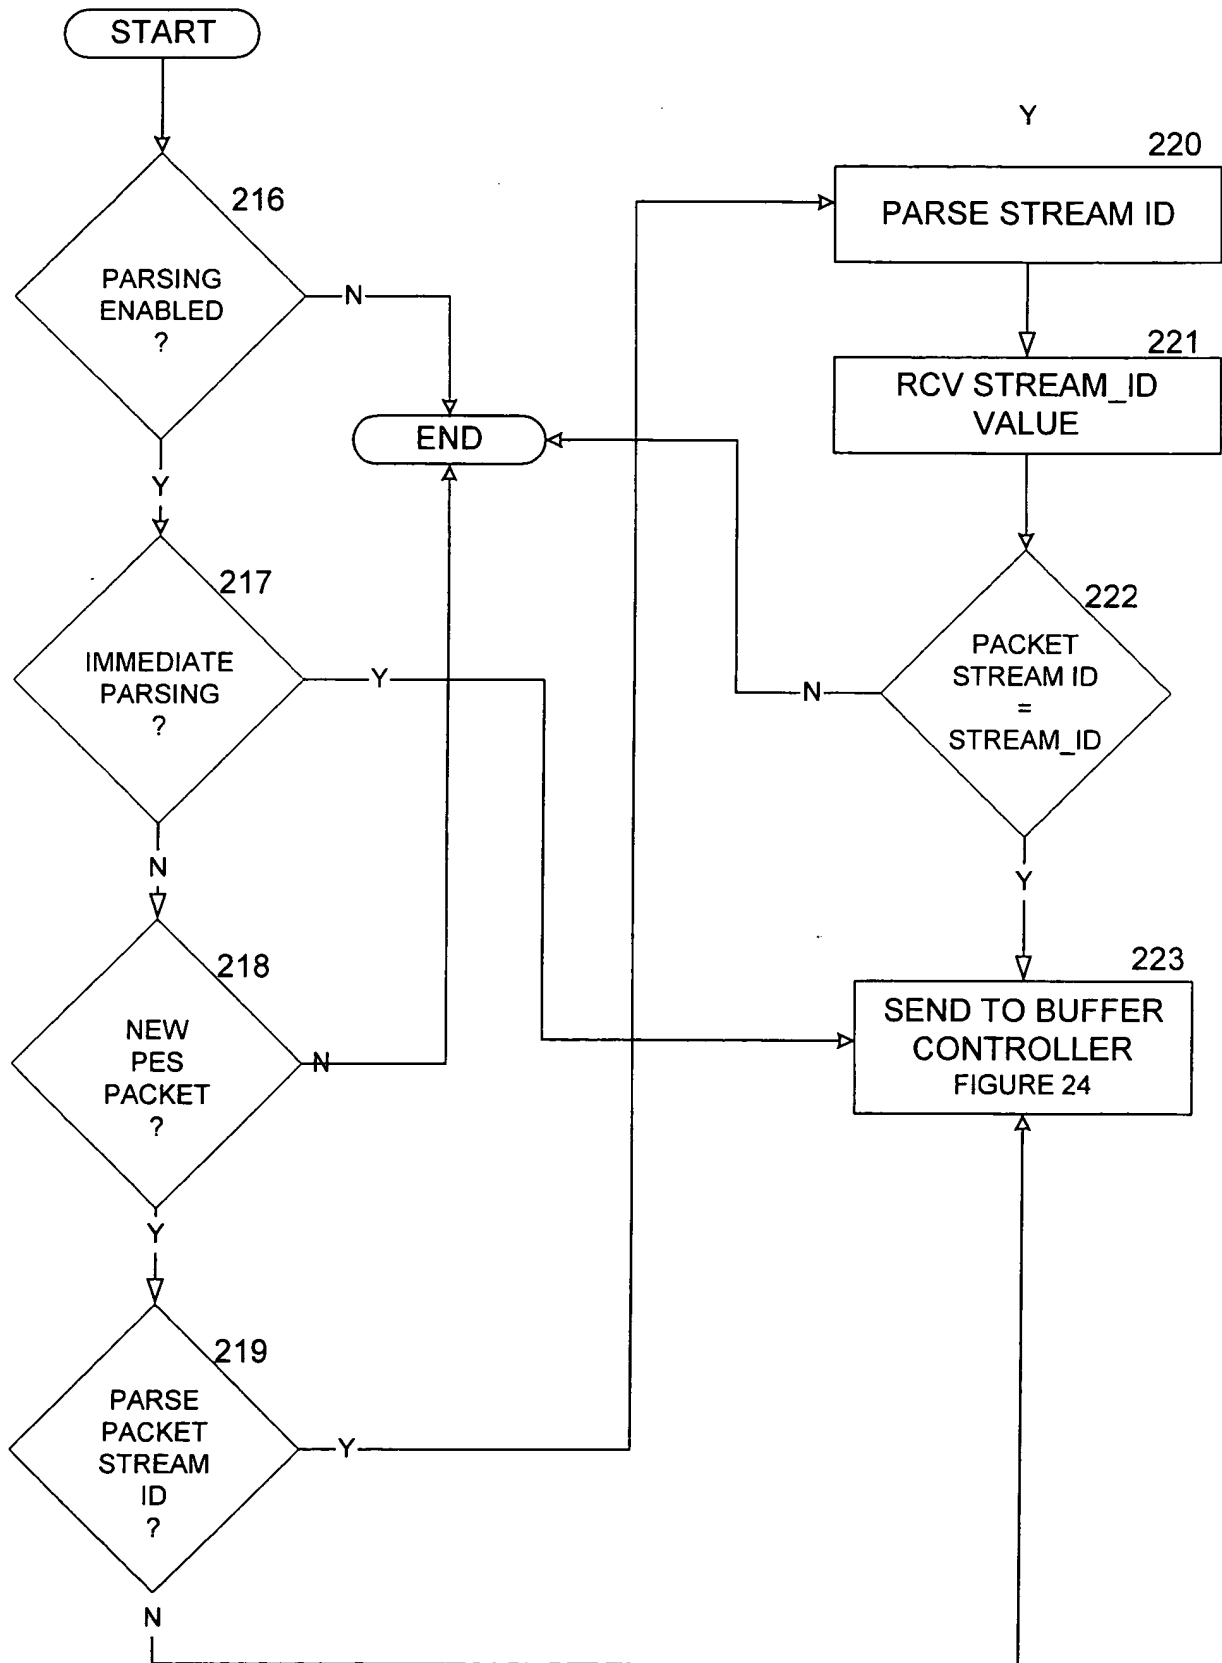 START
216
PARSING
ENABLED
?
N
Y
END
217
IMMEDIATE
PARSING
?
Y
N
218
NEW
PES
PACKET
?
N
Y
219
PARSE
PACKET
STREAM
ID
?
Y
N
Y
220
PARSE STREAM ID
221
RCV STREAM_ID
VALUE
222
PACKET
STREAM ID
=
STREAM_ID
N
Y
223
SEND TO BUFFER
CONTROLLER
FIGURE 24